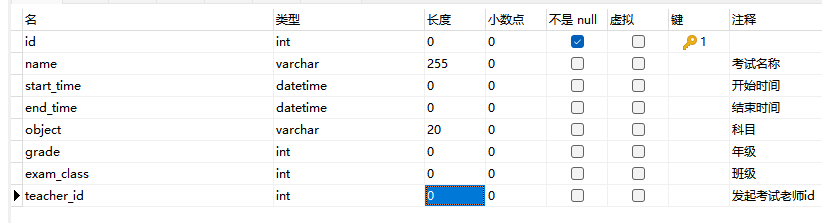 名 类型 长度 小数点 不是 null 虚拟 键 注释
id int 0 0 1
name varchar 255 0 考试名称
start_time datetime 0 0 开始时间
end_time datetime 0 0 结束时间
object varchar 20 0 科目
grade int 0 0 年级
exam_class int 0 0 班级
teacher_id int 0 0 发起考试老师id